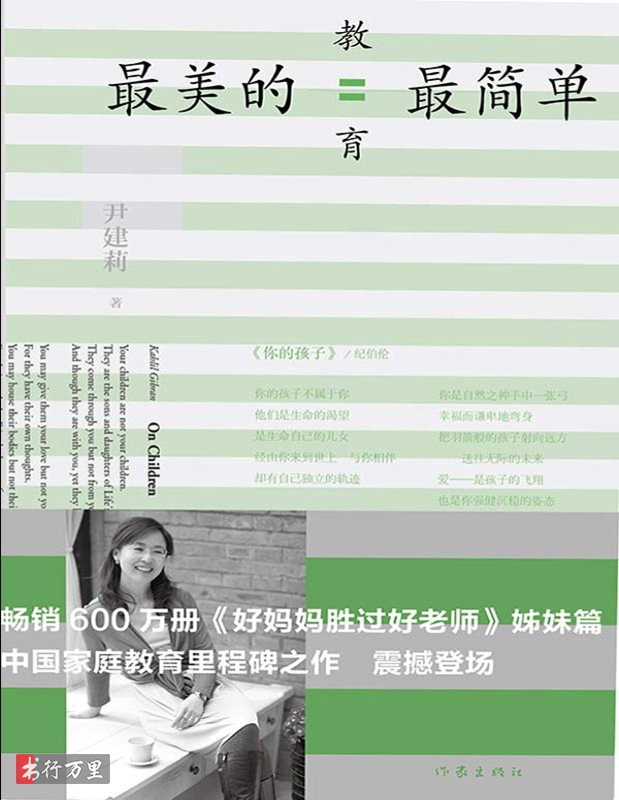 教
最美的 = 最简单
育
尹建莉
著
《你的孩子》 / 纪伯伦
你的孩子不属于你
他们是生命的渴望
是生命自己的儿女
经由你来到世上 与你相伴
却有自己独立的轨迹
你是自然之神手中一张弓
幸福而谦卑地弯身
把羽箭般的孩子射向远方
送往无际的未来
爱——是孩子的飞翔
也是你强健沉稳的姿态
Kahlil Gibran
On Children
Your children are not your children.
They are the sons and daughters of Life'
They come through you but not from y
And though they are with you, yet they
You may give them your love but not yo
For they have their own thoughts.
You may house their bodies but not thei
畅销 600 万册《好妈妈胜过好老师》姊妹篇
中国家庭教育里程碑之作 震撼登场
书行万里
作家出版社